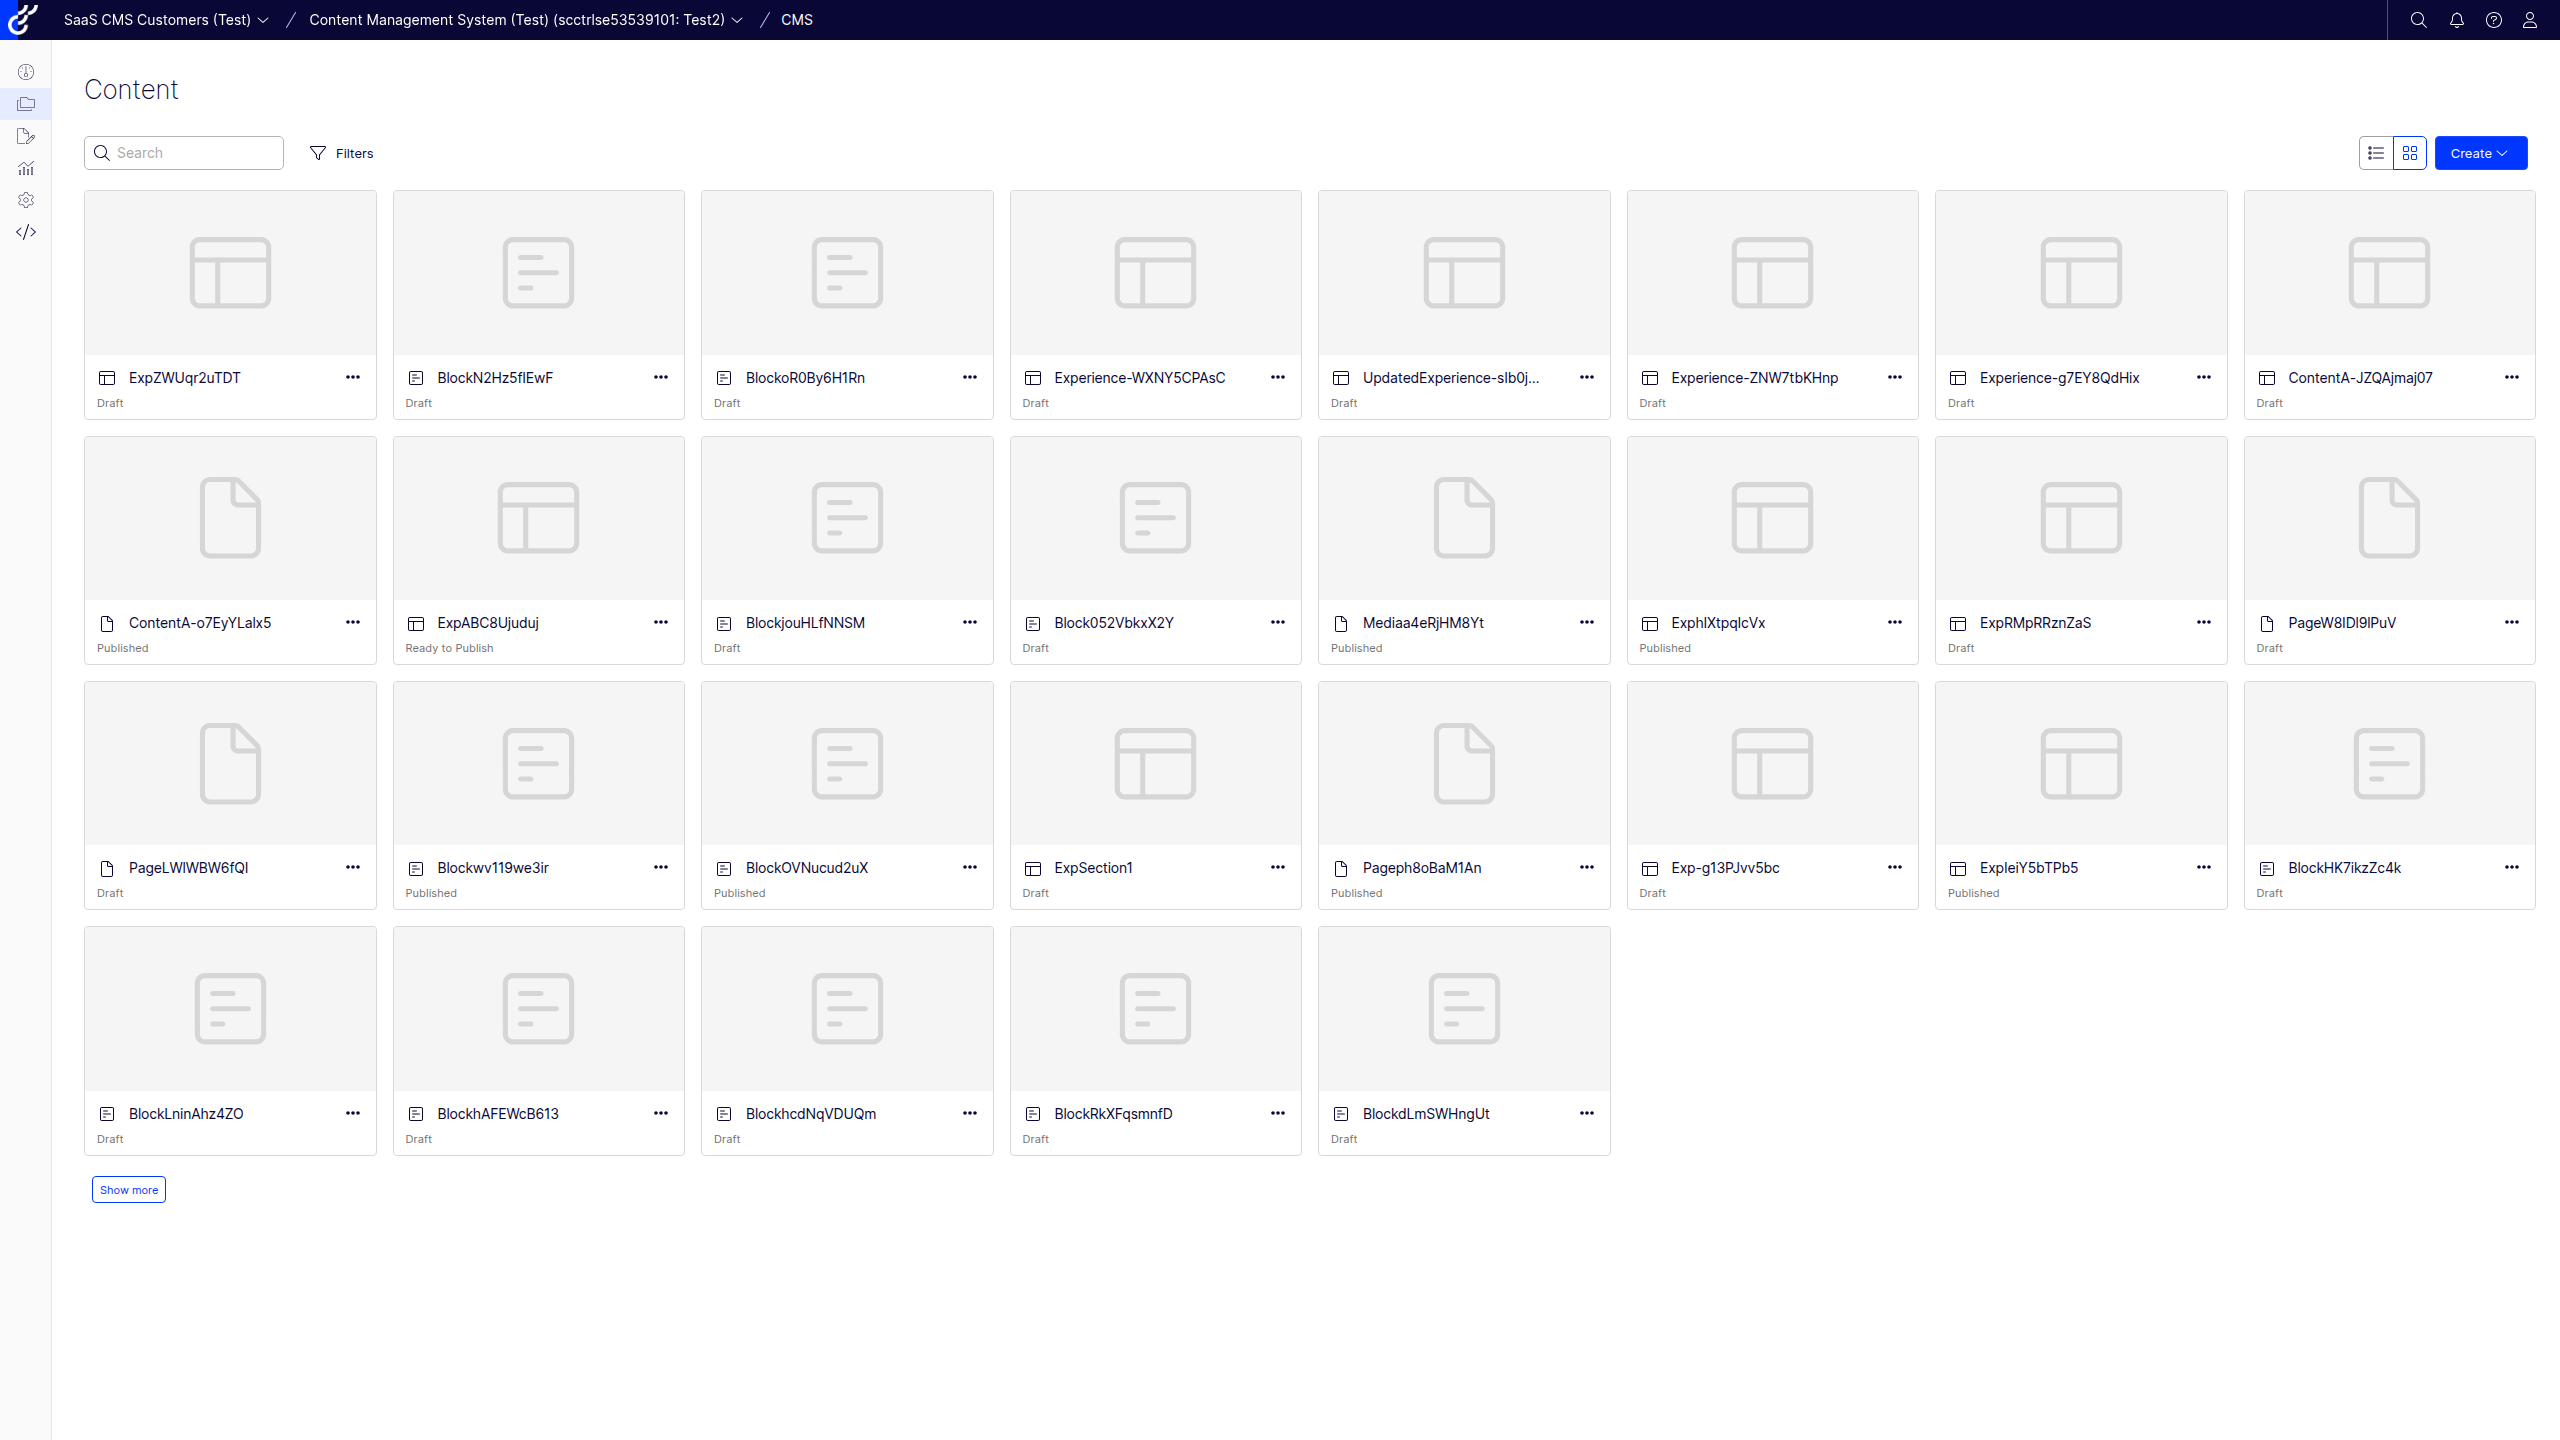 SaaS CMS Customers (Test) / Content Management System (Test) (scctrlse53539101: Test2) / CMS
Content
Search
Filters
Create
ExpZWUqr2uTDT
Draft
BlockN2Hz5flEwF
Draft
BlockoR0By6H1Rn
Draft
Experience-WXNY5CPAsC
Draft
UpdatedExperience-slb0j...
Draft
Experience-ZNW7tbKHnp
Draft
Experience-g7EY8QdHix
Draft
ContentA-JZQAjmaj07
Draft
ContentA-o7EyYLalx5
Published
ExpABC8Ujuduj
Ready to Publish
BlockjouHLfNNSM
Draft
Block052VbkxX2Y
Draft
Mediaa4eRjHM8Yt
Published
ExphlXtpqlcVx
Published
ExpRMpRRznZaS
Draft
PageW8lDl9lPuV
Draft
PageLWlWBW6fQl
Draft
Blockwv119we3ir
Published
BlockOVNucud2uX
Published
ExpSection1
Draft
Pageph8oBaM1An
Published
Exp-g13PJvv5bc
Draft
ExpleiY5bTPb5
Published
BlockHK7ikzZc4k
Draft
BlockLninAhz4ZO
Draft
BlockhAFEWcB613
Draft
BlockhcdNqVDUQm
Draft
BlockRkXFqsmnfD
Draft
BlockdLmSWHngUt
Draft
Show more